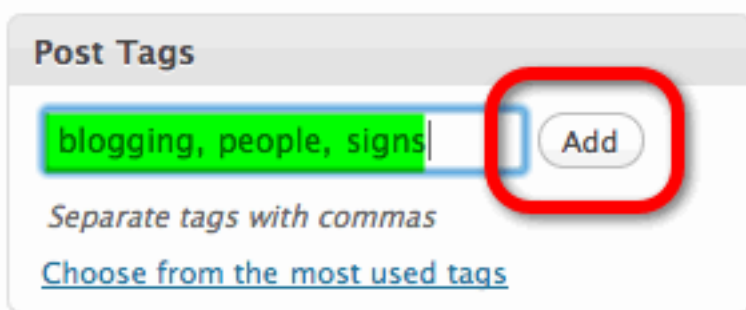 Post Tags
blogging, people, signs Add
Separate tags with commas
Choose from the most used tags